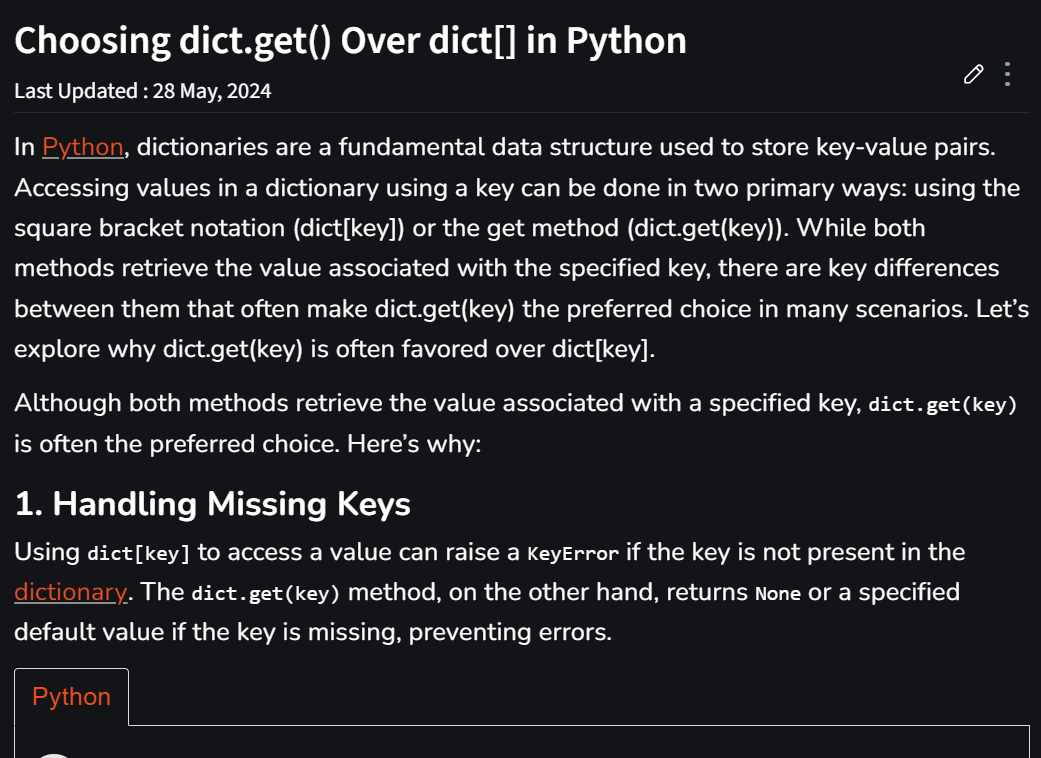 Choosing dict.get() Over dict[] in Python
Last Updated : 28 May, 2024
In Python, dictionaries are a fundamental data structure used to store key-value pairs.
Accessing values in a dictionary using a key can be done in two primary ways: using the
square bracket notation (dict[key]) or the get method (dict.get(key)). While both
methods retrieve the value associated with the specified key, there are key differences
between them that often make dict.get(key) the preferred choice in many scenarios. Let’s
explore why dict.get(key) is often favored over dict[key].
Although both methods retrieve the value associated with a specified key, dict.get(key)
is often the preferred choice. Here’s why:
1. Handling Missing Keys
Using dict[key] to access a value can raise a KeyError if the key is not present in the
dictionary. The dict.get(key) method, on the other hand, returns None or a specified
default value if the key is missing, preventing errors.
Python